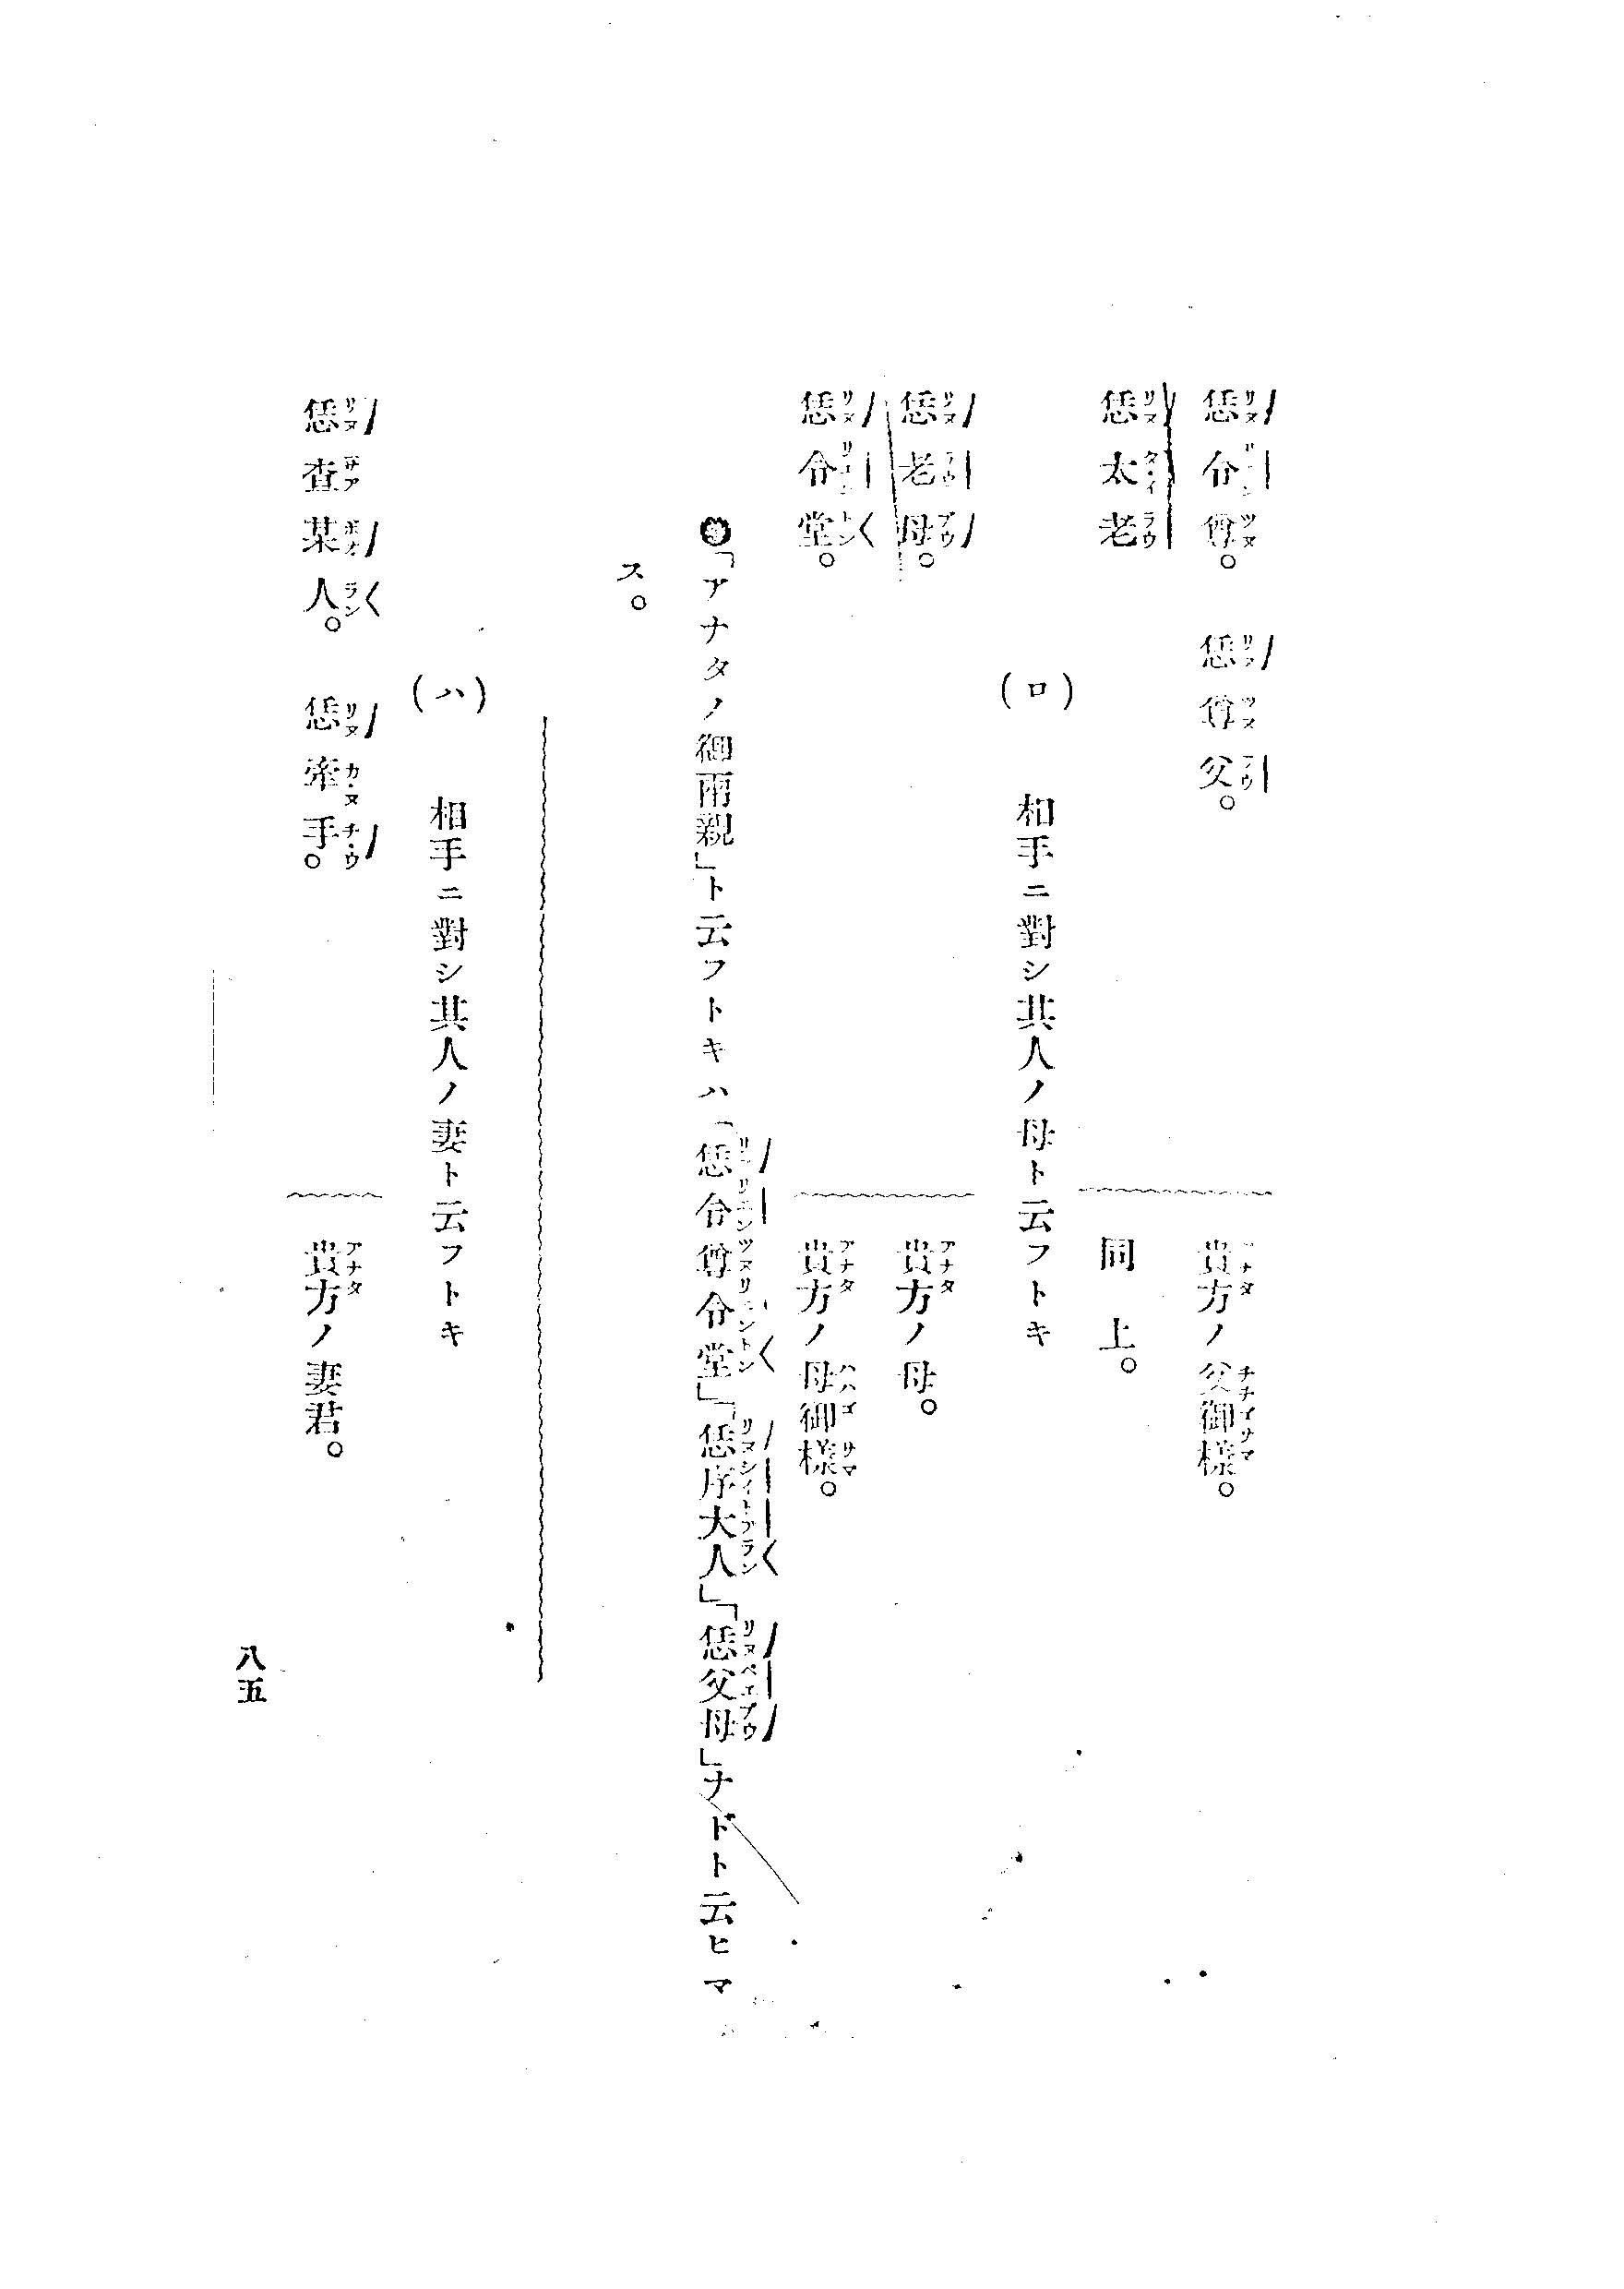 恁令尊。 恁尊父。 貴方ノ父御様。
恁太老 同上。
(ロ) 相手ニ對シ其人ノ母ト云フトキ
恁老母。 貴方ノ母。
恁令堂。 貴方ノ母御様。
「アナタノ御兩親」ト云フトキハ「恁令尊令堂」「恁序大人」「恁父母」ナドト云ヒマ
ス。
(ハ) 相手ニ對シ其人ノ妻ト云フトキ
恁查某人。 恁牽手。 貴方ノ妻君。
八五